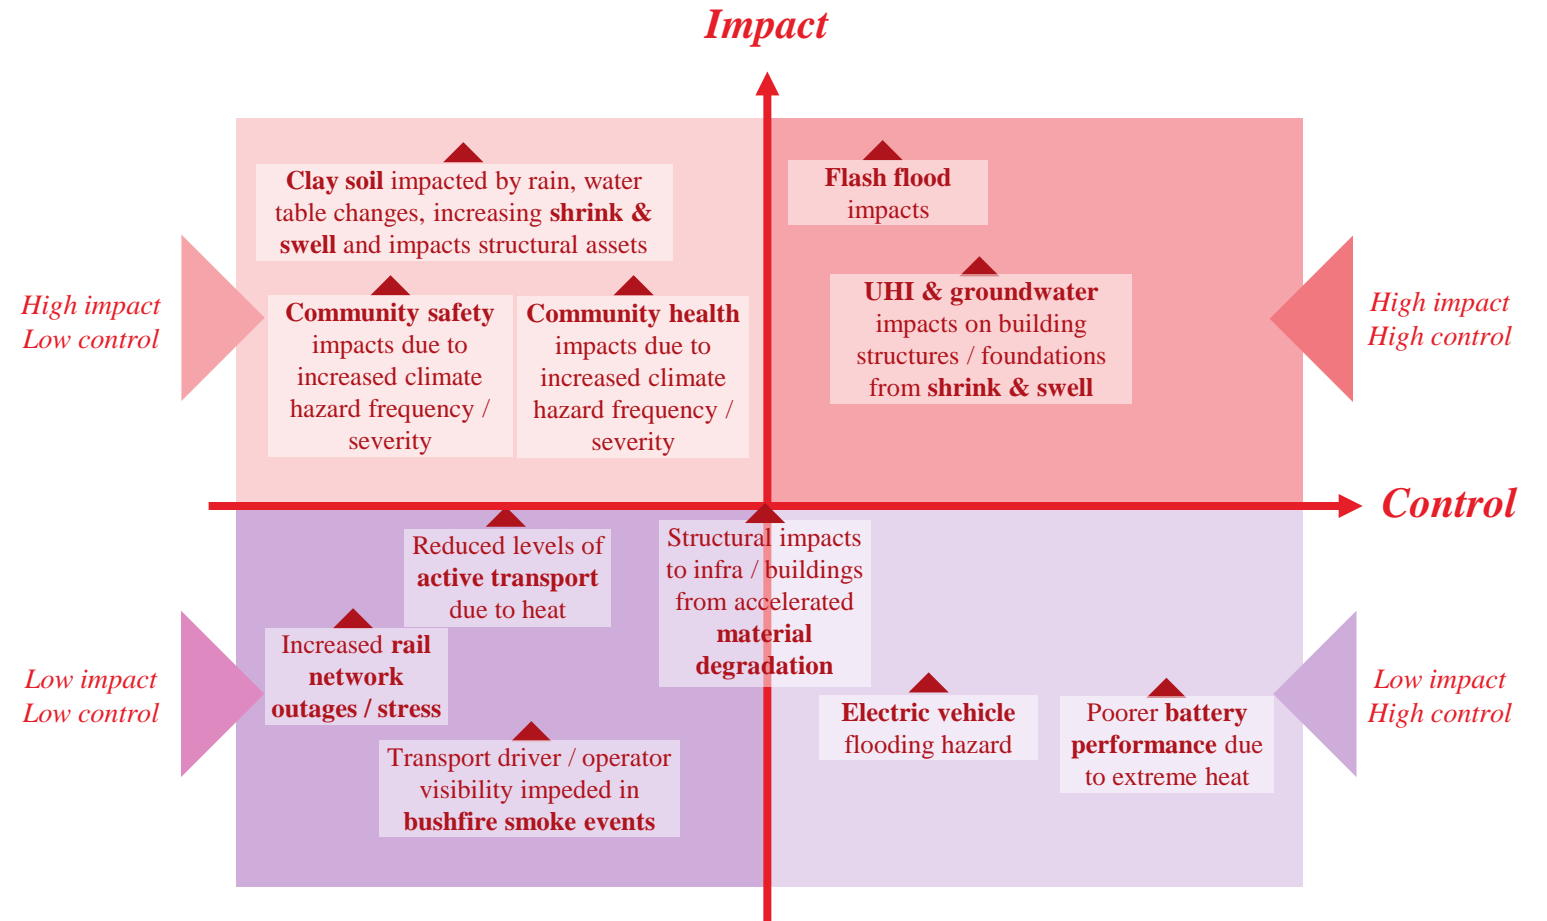 Impact
Clay soil impacted by rain, water
table changes, increasing shrink &
swell and impacts structural assets
Flash flood
impacts
High impact
Low control
Community safety
impacts due to
increased climate
hazard frequency /
severity
Community health
impacts due to
increased climate
hazard frequency /
severity
UHI & groundwater
impacts on building
structures / foundations
from shrink & swell
High impact
High control
Control
Reduced levels of
active transport
due to heat
Structural impacts
to infra / buildings
from accelerated
material
degradation
Low impact
Low control
Increased rail
network
outages / stress
Transport driver / operator
visibility impeded in
bushfire smoke events
Electric vehicle
flooding hazard
Poorer battery
performance due
to extreme heat
Low impact
High control